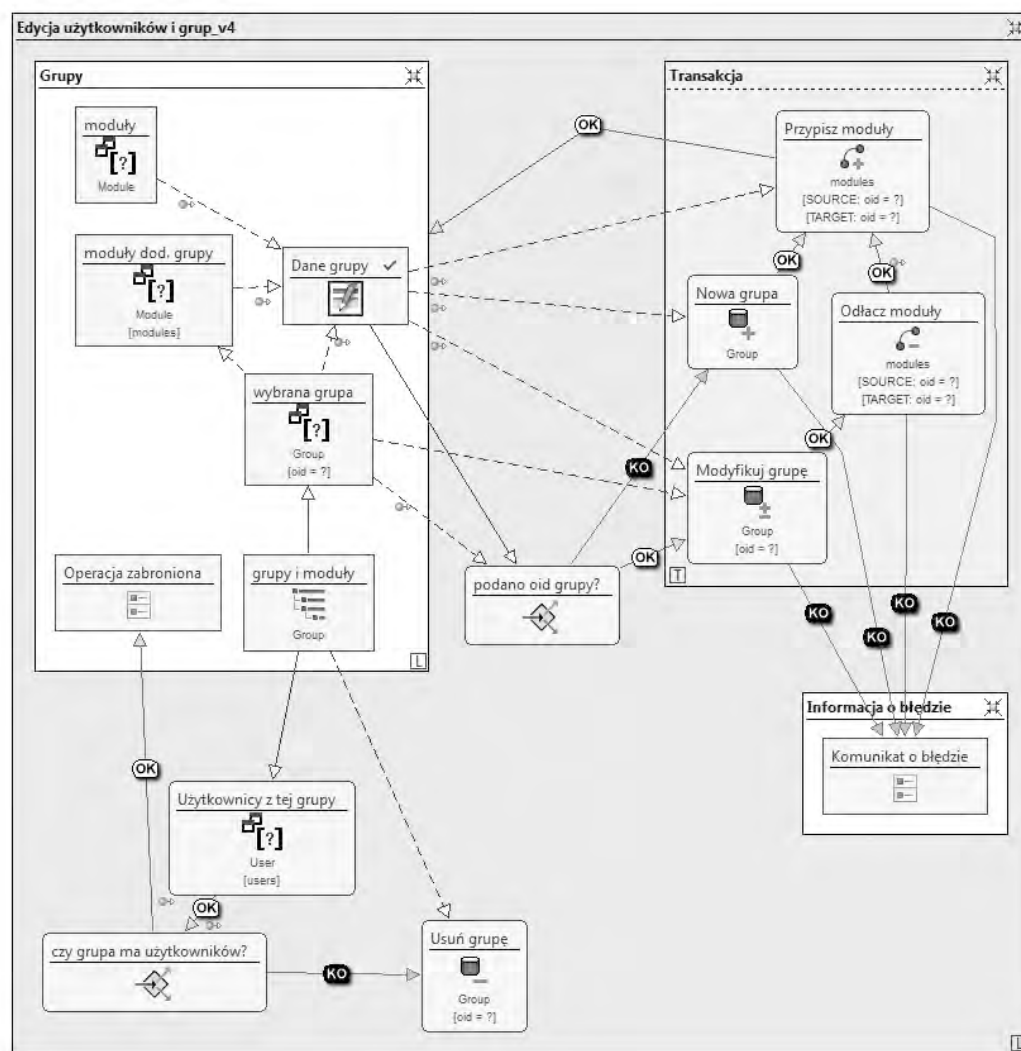 Edycja użytkowników i grup_v4
Grupy
moduły
[?]
Module
moduły dod. grupy
[?]
Module
[modules]
Dane grupy
wybrana grupa
[?]
Group
[oid = ?]
Operacja zabroniona
grupy i moduły
Group
L
OK
Transakcja
Przypisz moduły
modules
[SOURCE: oid = ?]
[TARGET: oid = ?]
OK
OK
Nowa grupa
Group
Odłacz moduły
modules
[SOURCE: oid = ?]
[TARGET: oid = ?]
OK
KO
Modyfikuj grupę
Group
[oid = ?]
T
podano oid grupy?
OK
KO
KO
KO
KO
Informacja o błędzie
Komunikat o błędzie
OK
Użytkownicy z tej grupy
[?]
User
[users]
OK
czy grupa ma użytkowników?
KO
Usuń grupę
Group
[oid = ?]
L